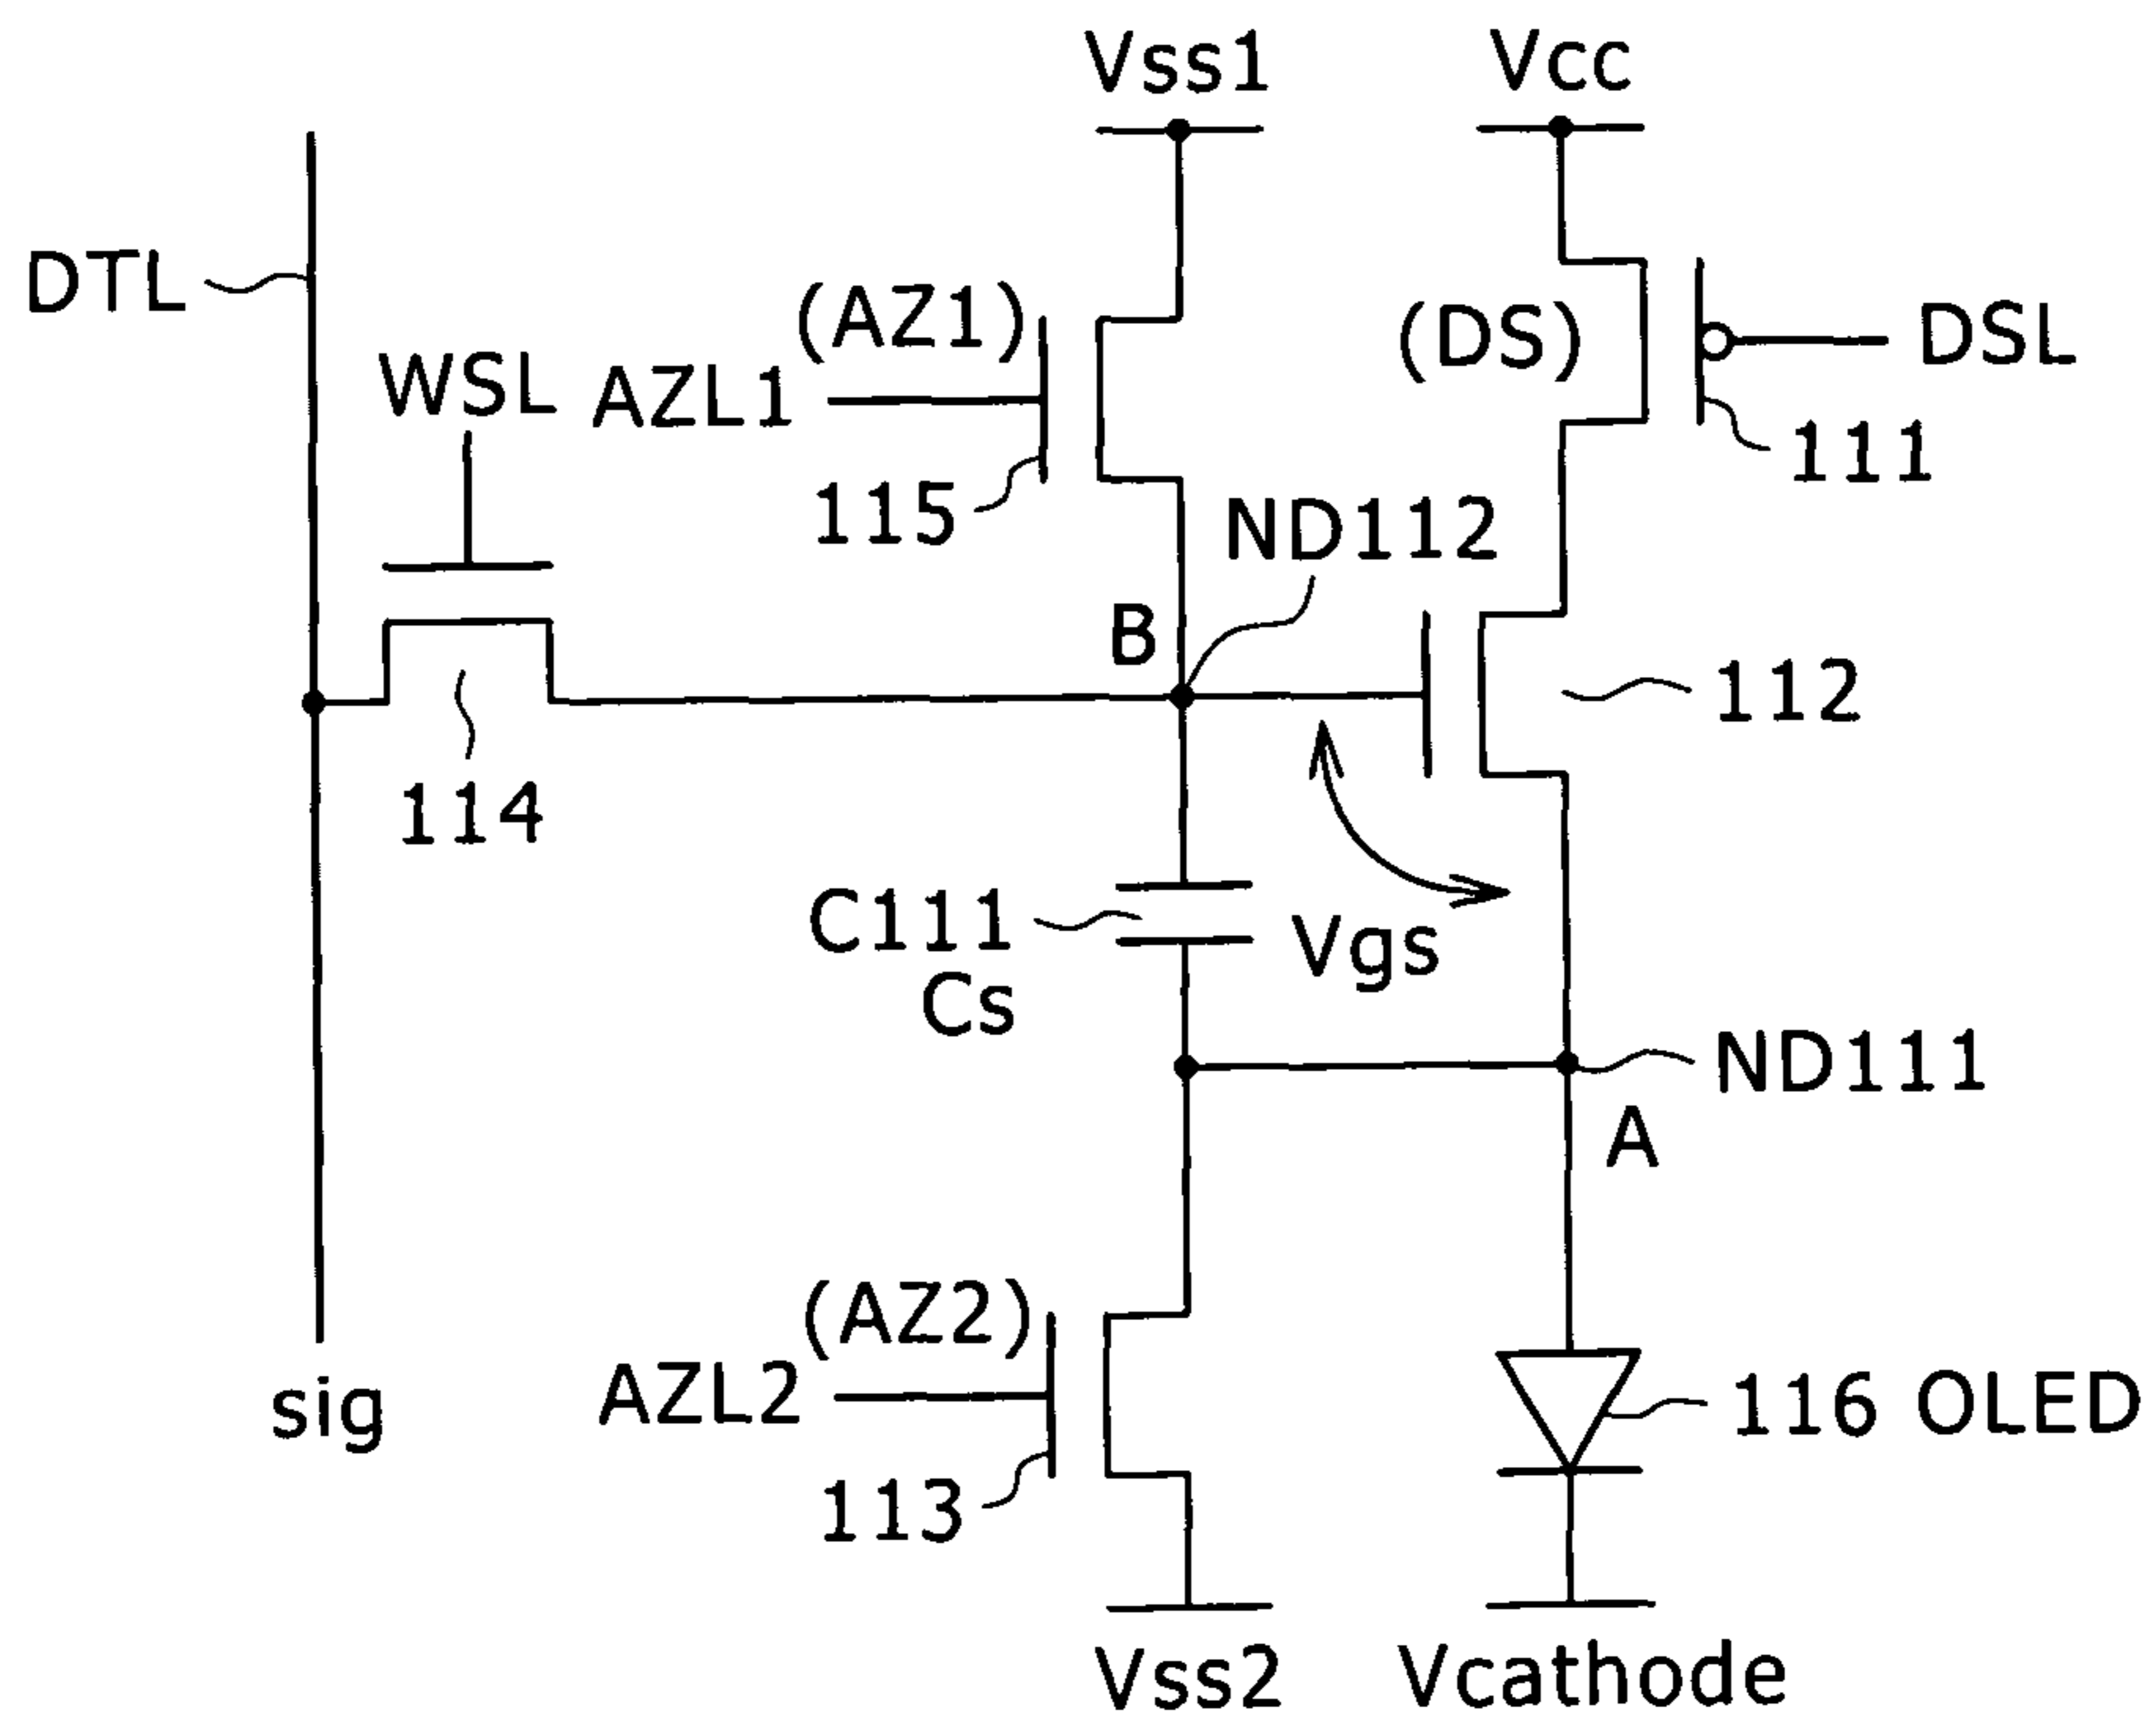 Vss1
Vcc
DTL
(AZ1)
(DS)
DSL
WSL
AZL1
111
115
ND112
B
112
114
C111
Vgs
Cs
ND111
A
(AZ2)
AZL2
sig
116 OLED
113
Vss2
Vcathode